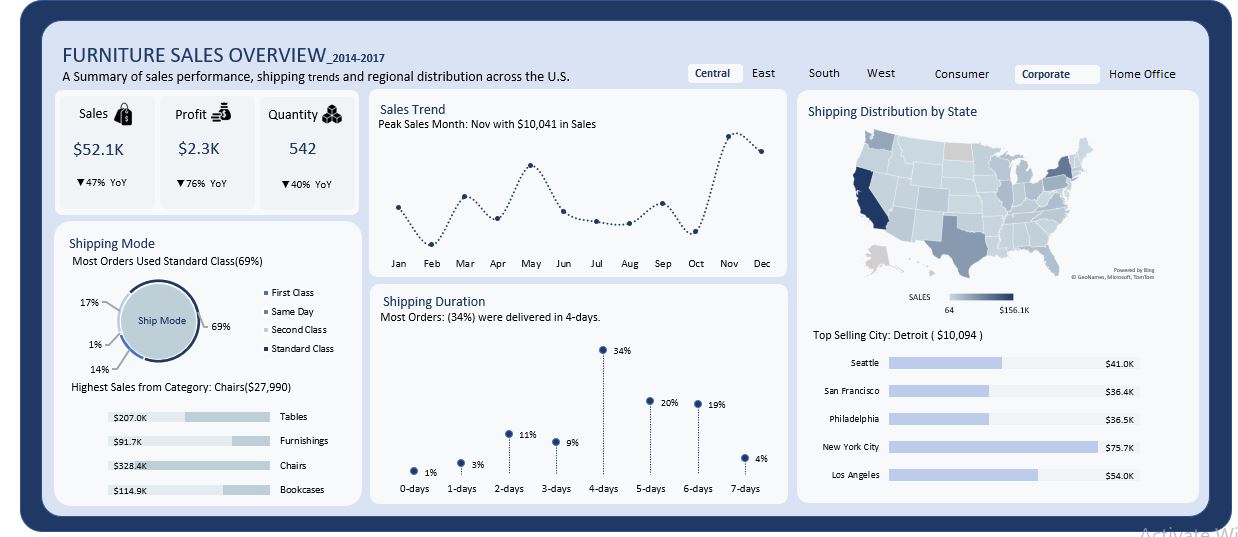 FURNITURE SALES OVERVIEW_2014-2017
A Summary of sales performance, shipping trends and regional distribution across the U.S.
Central East South West Consumer Corporate Home Office
Sales
$52.1K
▼47% YoY
Profit
$2.3K
▼76% YoY
Quantity
542
▼40% YoY
Sales Trend
Peak Sales Month: Nov with $10,041 in Sales
Jan Feb Mar Apr May Jun Jul Aug Sep Oct Nov Dec
Shipping Distribution by State
Powered by Bing
© GeoNames, Microsoft, TomTom
SALES
64 $156.1K
Shipping Mode
Most Orders Used Standard Class(69%)
17%
1%
14%
69%
Ship Mode
First Class
Same Day
Second Class
Standard Class
Highest Sales from Category: Chairs($27,990)
$207.0K Tables
$91.7K Furnishings
$328.4K Chairs
$114.9K Bookcases
Shipping Duration
Most Orders: (34%) were delivered in 4-days.
1% 3% 11% 9% 34% 20% 19% 4%
0-days 1-days 2-days 3-days 4-days 5-days 6-days 7-days
Top Selling City: Detroit ( $10,094 )
Seattle $41.0K
San Francisco $36.4K
Philadelphia $36.5K
New York City $75.7K
Los Angeles $54.0K